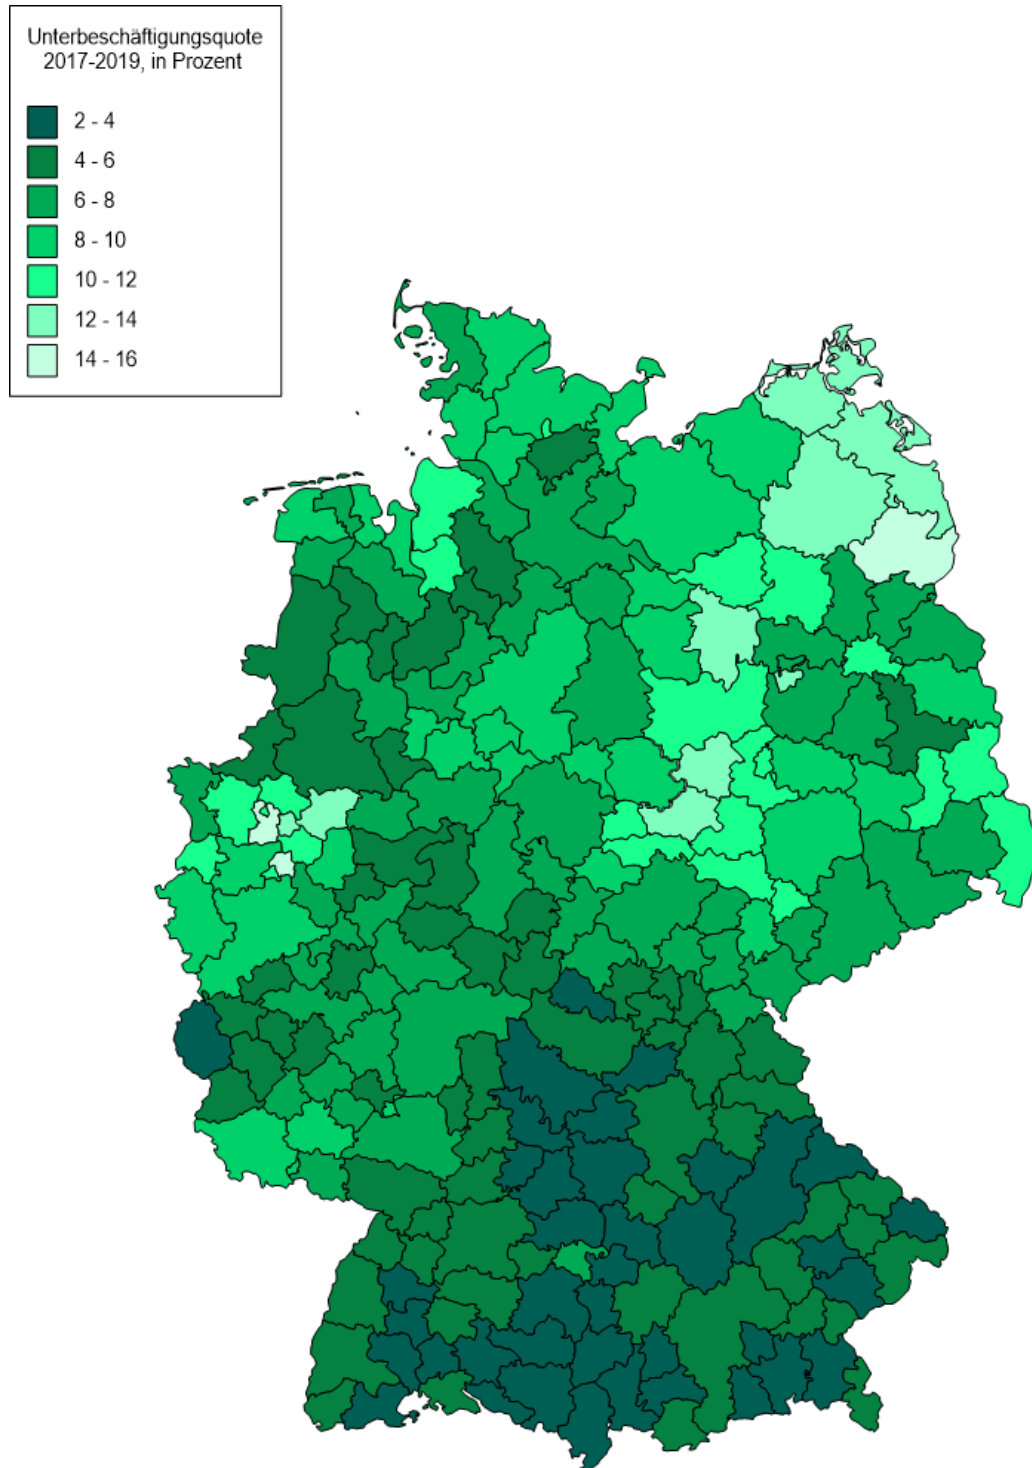 Unterbeschäftigungsquote
2017-2019, in Prozent
2 - 4
4 - 6
6 - 8
8 - 10
10 - 12
12 - 14
14 - 16